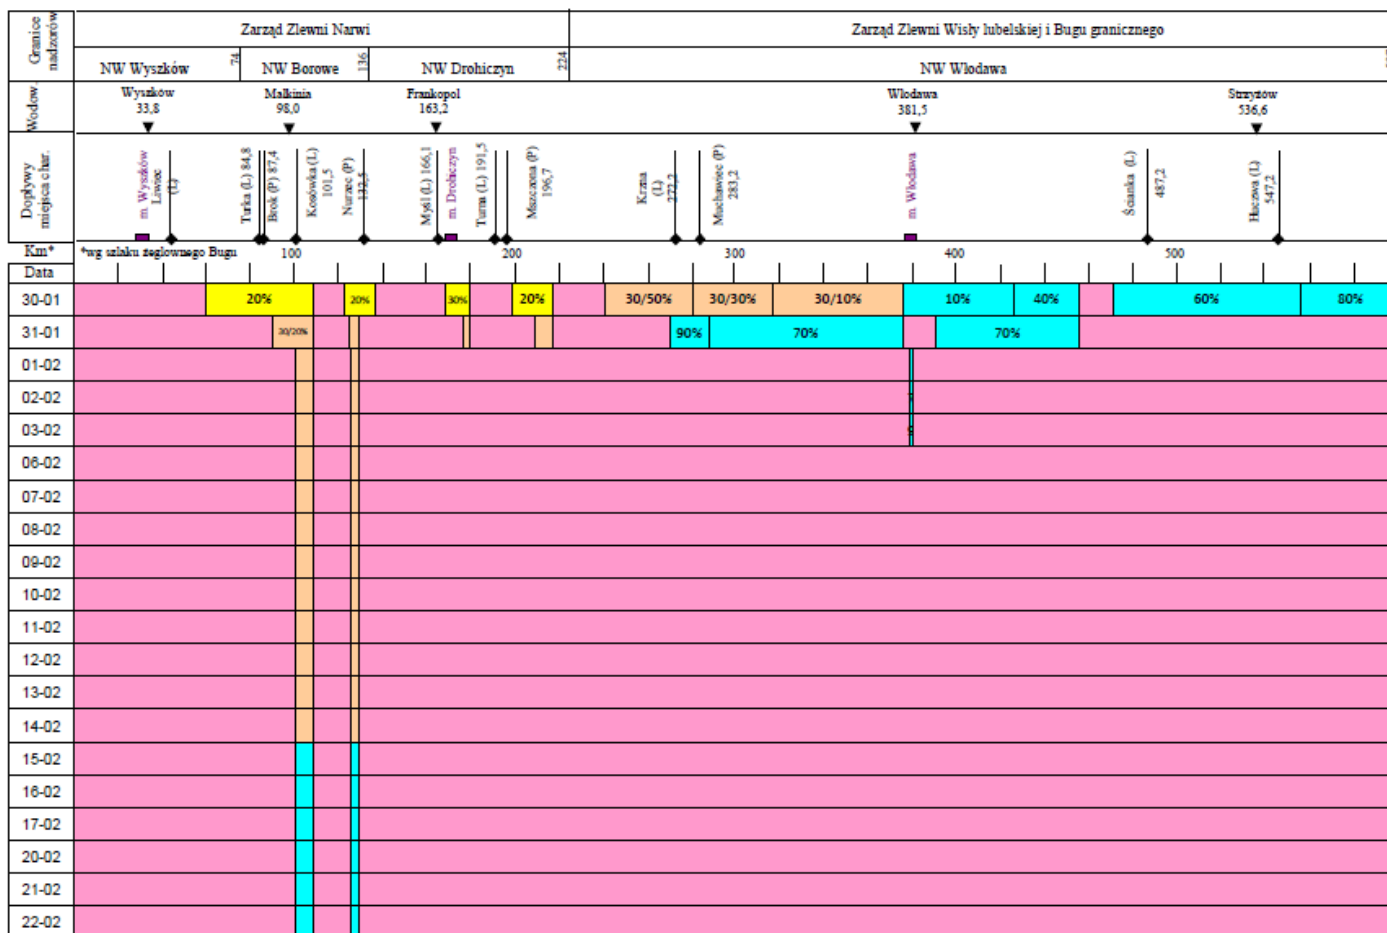 Granice nadzorów
Zarząd Zlewni Narwi
Zarząd Zlewni Wisły lubelskiej i Bugu granicznego
NW Wyszków
74
NW Borowe
136
NW Drohiczyn
224
NW Włodawa
Wodow.
Wyszków
33,8
Małkinia
98,0
Frankopol
163,2
Włodawa
381,5
Strzyżów
536,6
Dopływy
miejsca char.
m. Wyszków
Liwiec
(L)
Turka (L) 84,8
Brok (P) 87,4
Kosówka (L)
101,5
Nurzec (P)
132,5
Myśl (L) 166,1
m. Drohiczyn
Turna (L) 191,5
Mszczona (P)
196,7
Krzna
(L)
272,2
Muchawiec (P)
283,2
m. Włodawa
Ścianka (L)
487,2
Huczwa (L)
547,2
Km*
*wg szlaku żeglownego Bugu
100
200
300
400
500
Data
30-01
20%
20%
30%
20%
30/50%
30/30%
30/10%
10%
40%
60%
80%
31-01
30/20%
90%
70%
70%
01-02
02-02
03-02
06-02
07-02
08-02
09-02
10-02
11-02
12-02
13-02
14-02
15-02
16-02
17-02
20-02
21-02
22-02